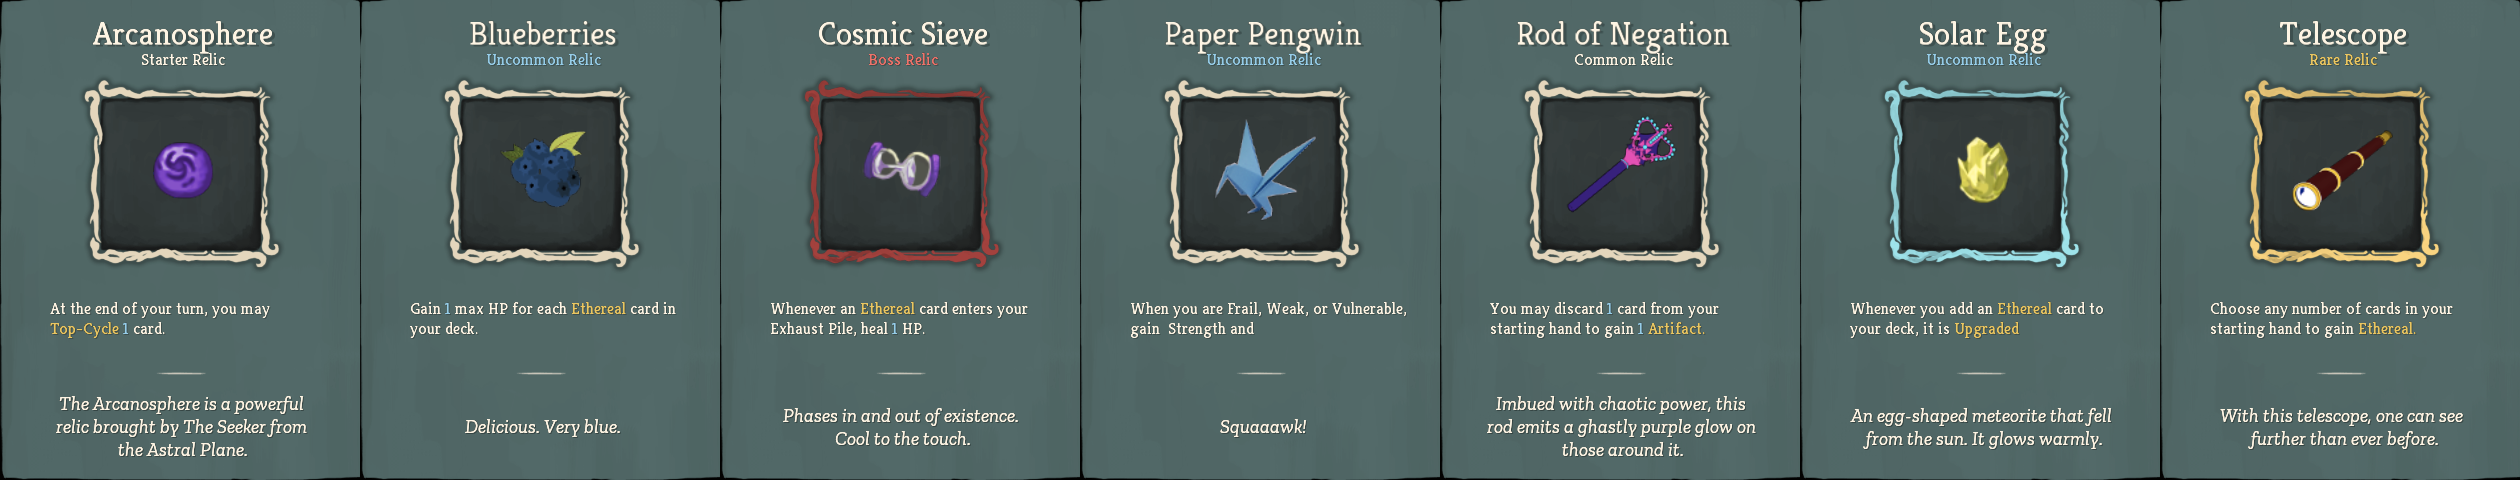 Arcanosphere
Starter Relic
At the end of your turn, you may
Top-Cycle 1 card.
The Arcanosphere is a powerful
relic brought by The Seeker from
the Astral Plane.
Blueberries
Uncommon Relic
Gain 1 max HP for each Ethereal card in
your deck.
Delicious. Very blue.
Cosmic Sieve
Boss Relic
Whenever an Ethereal card enters your
Exhaust Pile, heal 1 HP.
Phases in and out of existence.
Cool to the touch.
Paper Pengwin
Uncommon Relic
When you are Frail, Weak, or Vulnerable,
gain Strength and
Squaaawk!
Rod of Negation
Common Relic
You may discard 1 card from your
starting hand to gain 1 Artifact.
Imbued with chaotic power, this
rod emits a ghastly purple glow on
those around it.
Solar Egg
Uncommon Relic
Whenever you add an Ethereal card to
your deck, it is Upgraded
An egg-shaped meteorite that fell
from the sun. It glows warmly.
Telescope
Rare Relic
Choose any number of cards in your
starting hand to gain Ethereal.
With this telescope, one can see
further than ever before.